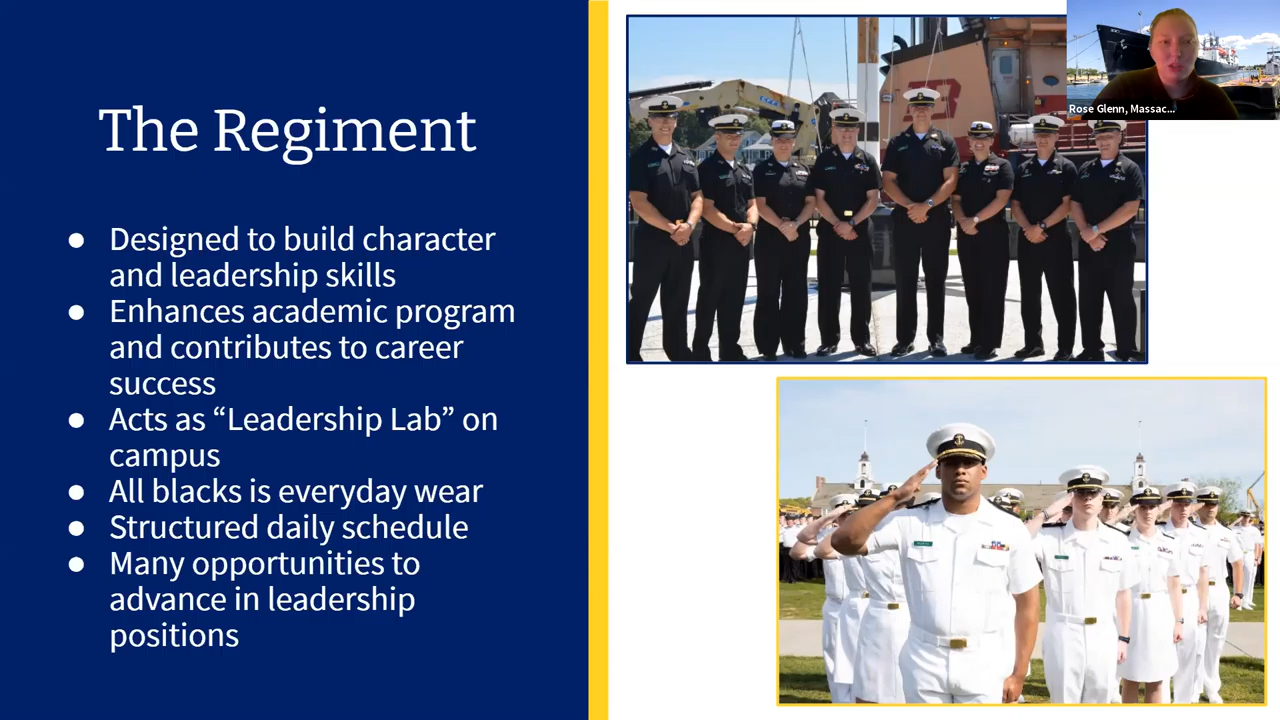 The Regiment
● Designed to build character
and leadership skills
● Enhances academic program
and contributes to career
success
● Acts as “Leadership Lab” on
campus
● All blacks is everyday wear
● Structured daily schedule
● Many opportunities to
advance in leadership
positions
Rose Glenn, Massac...